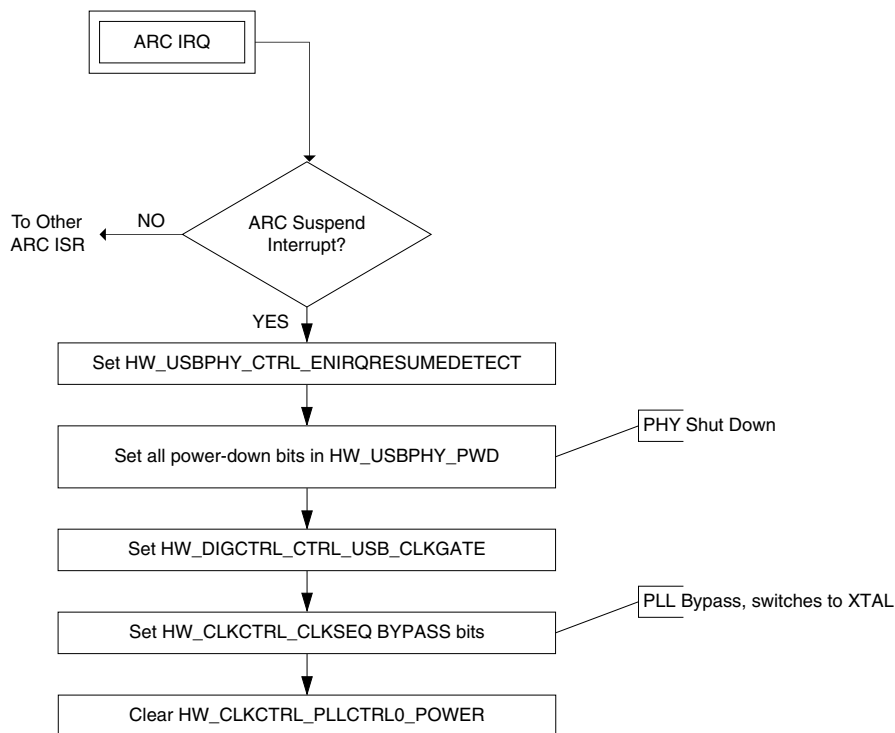 ARC IRQ
ARC Suspend
Interrupt?
NO
To Other
ARC ISR
YES
Set HW_USBPHY_CTRL_ENIRQRESUMEDETECT
PHY Shut Down
Set all power-down bits in HW_USBPHY_PWD
Set HW_DIGCTRL_CTRL_USB_CLKGATE
PLL Bypass, switches to XTAL
Set HW_CLKCTRL_CLKSEQ BYPASS bits
Clear HW_CLKCTRL_PLLCTRL0_POWER